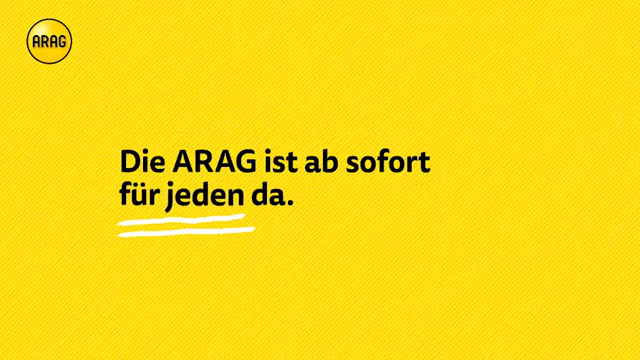 ARAG
Die ARAG ist ab sofort
für jeden da.